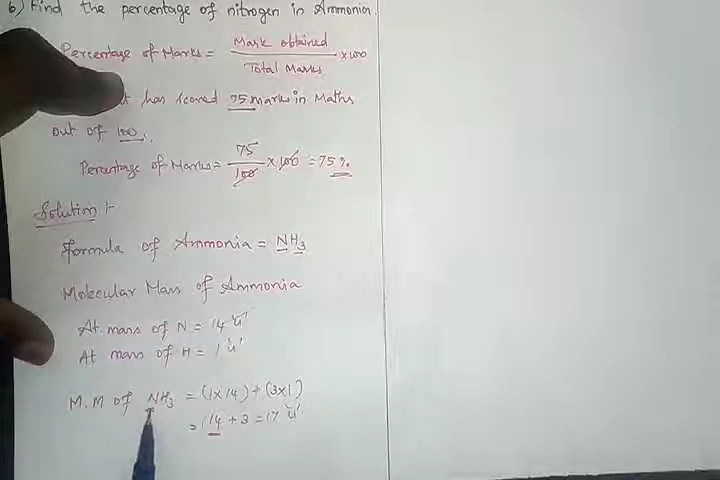 b) Find the percentage of nitrogen in Ammonia.
Percentage of Marks = Mark obtained / Total Marks × 100
has scored 75 marks in Maths
out of 100.
Percentage of Marks = 75 / 100 × 100 = 75 %
Solution :-
Formula of Ammonia = NH3
Molecular Mass of Ammonia
At. mass of N = 14 'u'
At mass of H = 1 'u'
M.M of NH3 = (1 x 14) + (3x1)
= 14 + 3 = 17 'u'